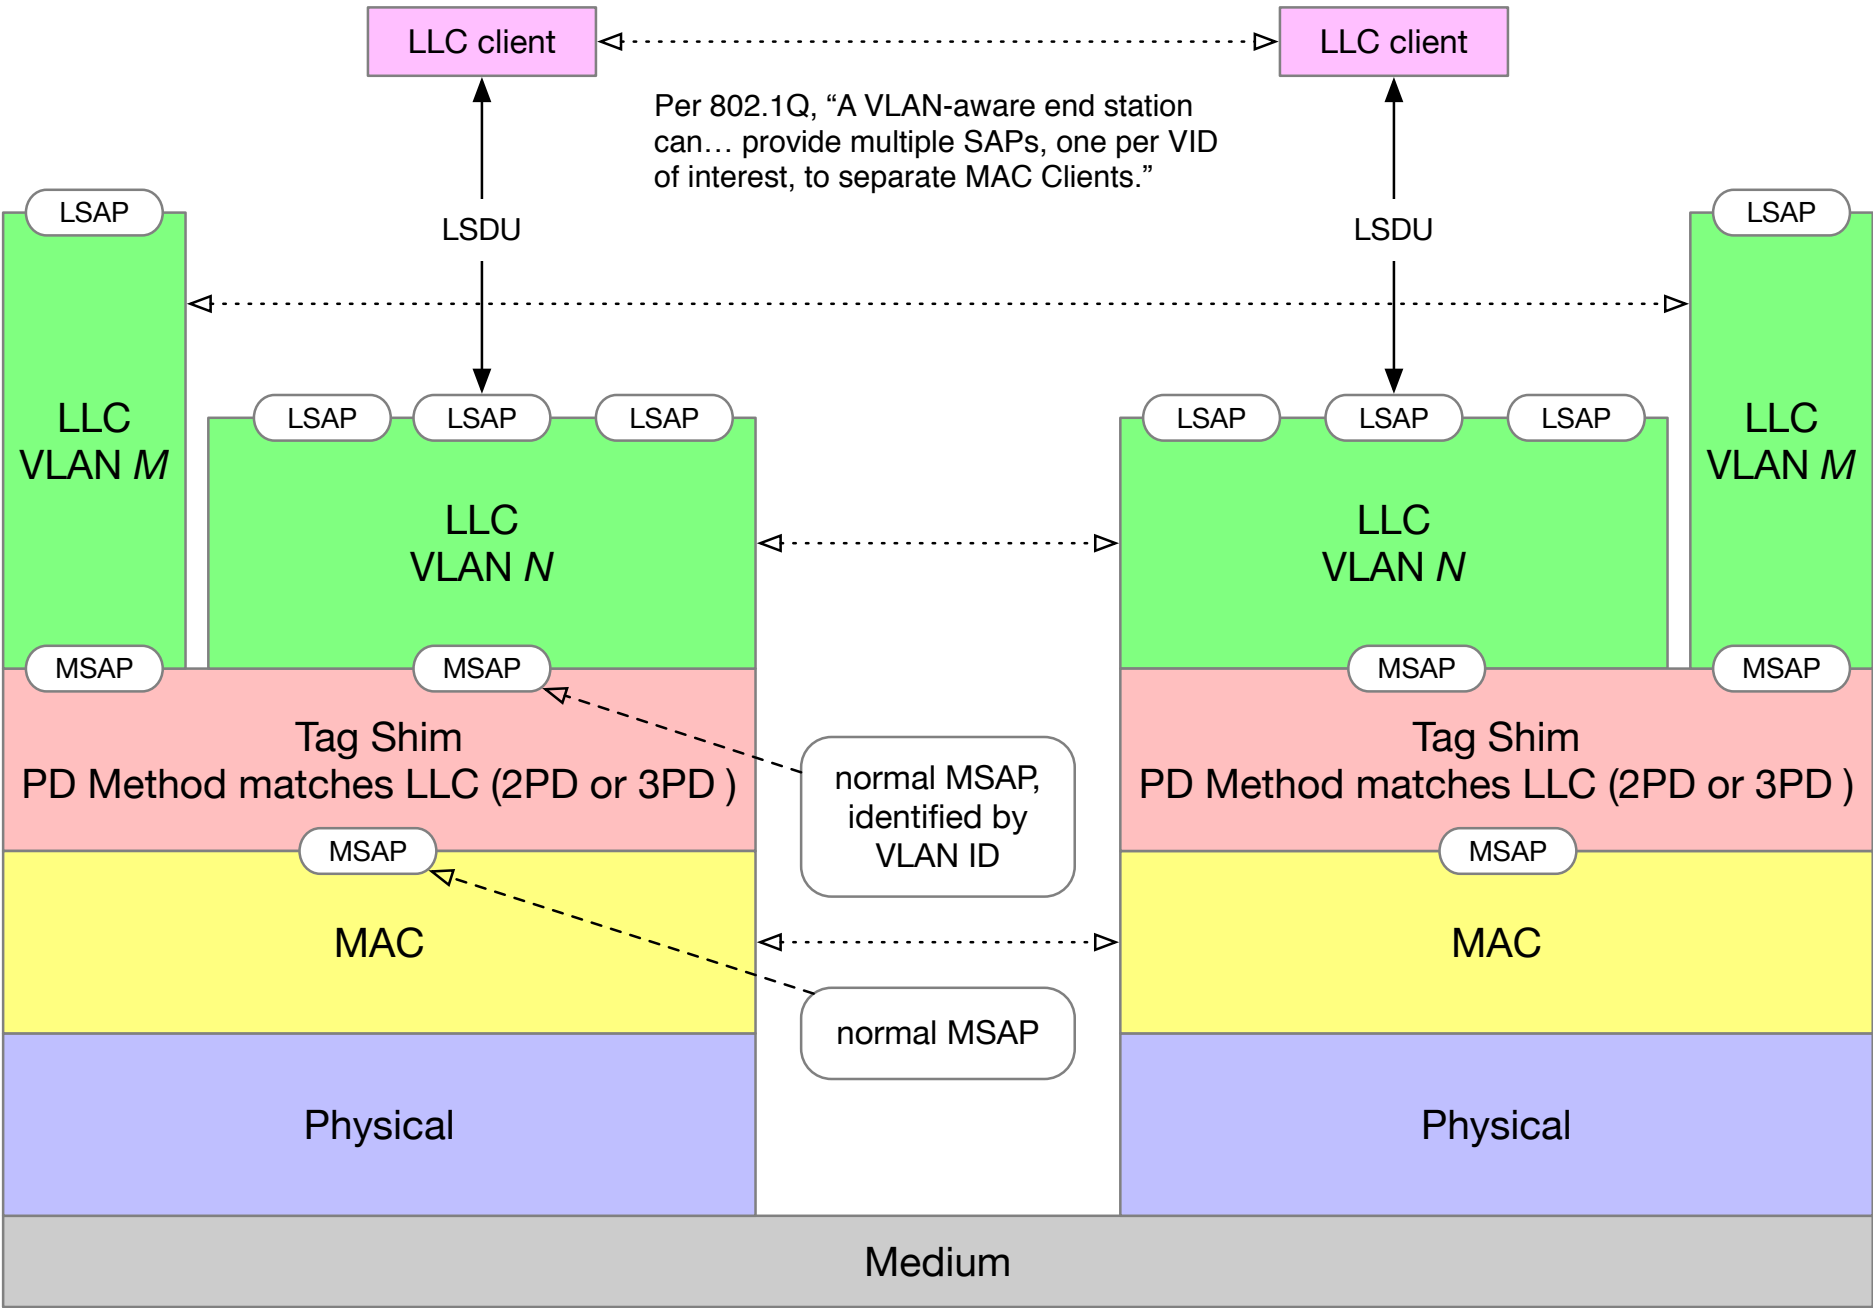 LLC client
LLC client
Per 802.1Q, “A VLAN-aware end station
can… provide multiple SAPs, one per VID
of interest, to separate MAC Clients.”
LSAP
LSAP
LSDU
LSDU
LLC
VLAN M
LSAP
LSAP
LSAP
LSAP
LSAP
LSAP
LLC
VLAN M
LLC
VLAN N
LLC
VLAN N
MSAP
MSAP
MSAP
MSAP
Tag Shim
PD Method matches LLC (2PD or 3PD )
normal MSAP,
identified by
VLAN ID
Tag Shim
PD Method matches LLC (2PD or 3PD )
MSAP
MSAP
MAC
MAC
normal MSAP
Physical
Physical
Medium